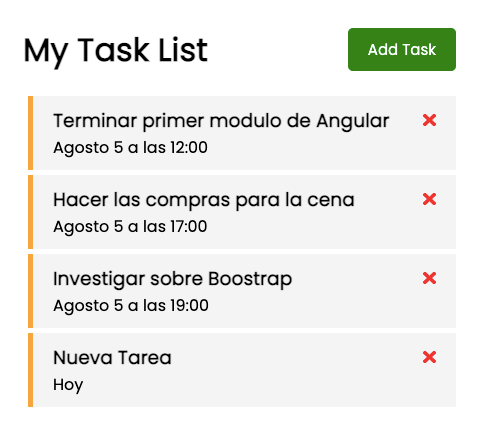 My Task List
Add Task
Terminar primer modulo de Angular
Agosto 5 a las 12:00
Hacer las compras para la cena
Agosto 5 a las 17:00
Investigar sobre Boostrap
Agosto 5 a las 19:00
Nueva Tarea
Hoy